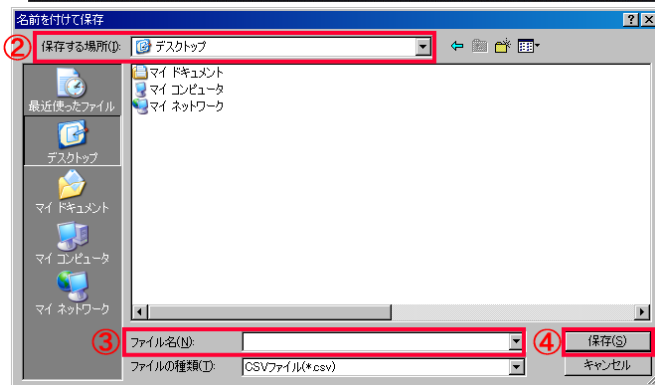 名前を付けて保存
② 保存する場所(I): デスクトップ
最近使ったファイル
デスクトップ
マイ ドキュメント
マイ コンピュータ
マイ ネットワーク
マイ ドキュメント
マイ コンピュータ
マイ ネットワーク
③ ファイル名(N): ④ 保存(S)
ファイルの種類(T): CSVファイル(*.csv) キャンセル